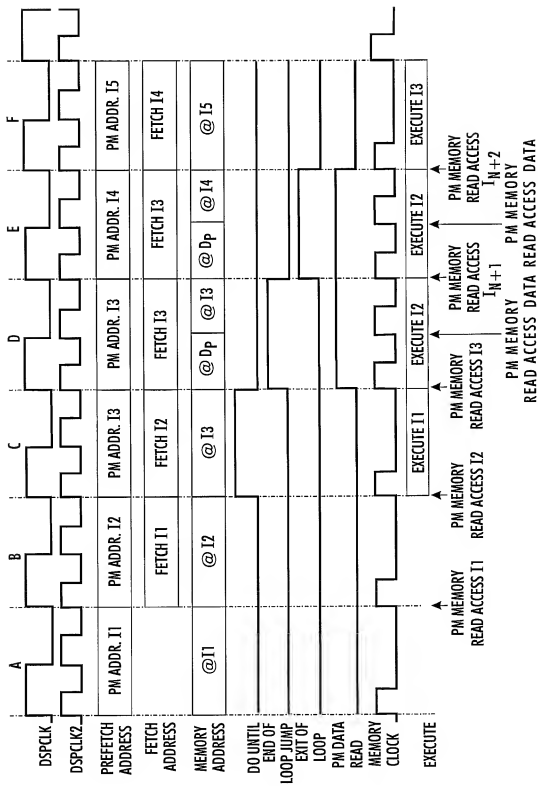 A B C D E F
DSPCLK
DSPCLK2
PREFETCH
ADDRESS
PM ADDR. I1 PM ADDR. I2 PM ADDR. I3 PM ADDR. I3 PM ADDR. I4 PM ADDR. I5
FETCH
ADDRESS
FETCH I1 FETCH I2 FETCH I3 FETCH I3 FETCH I4
MEMORY
ADDRESS
@I1 @I2 @I3 @Dp @I3 @Dp @I4 @I5
DO UNTIL
END OF
LOOP JUMP
EXIT OF
LOOP
PM DATA
READ
MEMORY
CLOCK
EXECUTE
EXECUTE I1 EXECUTE I2 EXECUTE I2 EXECUTE I3
PM MEMORY
READ ACCESS I1
PM MEMORY
READ ACCESS I2
PM MEMORY
READ ACCESS I3
PM MEMORY
READ ACCESS DATA
PM MEMORY
READ ACCESS
IN+1
PM MEMORY
READ ACCESS DATA
PM MEMORY
READ ACCESS
IN+2